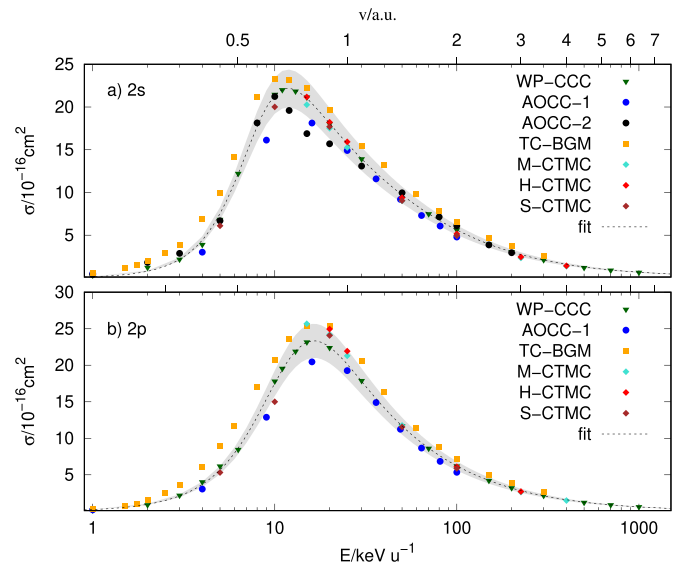 v/a.u.
0.5 1 2 3 4 5 6 7
25
20
15
10
5
σ/10⁻¹⁶cm²
a) 2s
WP−CCC
AOCC−1
AOCC−2
TC−BGM
M−CTMC
H−CTMC
S−CTMC
fit
30
25
20
15
10
5
σ/10⁻¹⁶cm²
b) 2p
WP−CCC
AOCC−1
TC−BGM
M−CTMC
H−CTMC
S−CTMC
fit
1 10 100 1000
E/keV u⁻¹